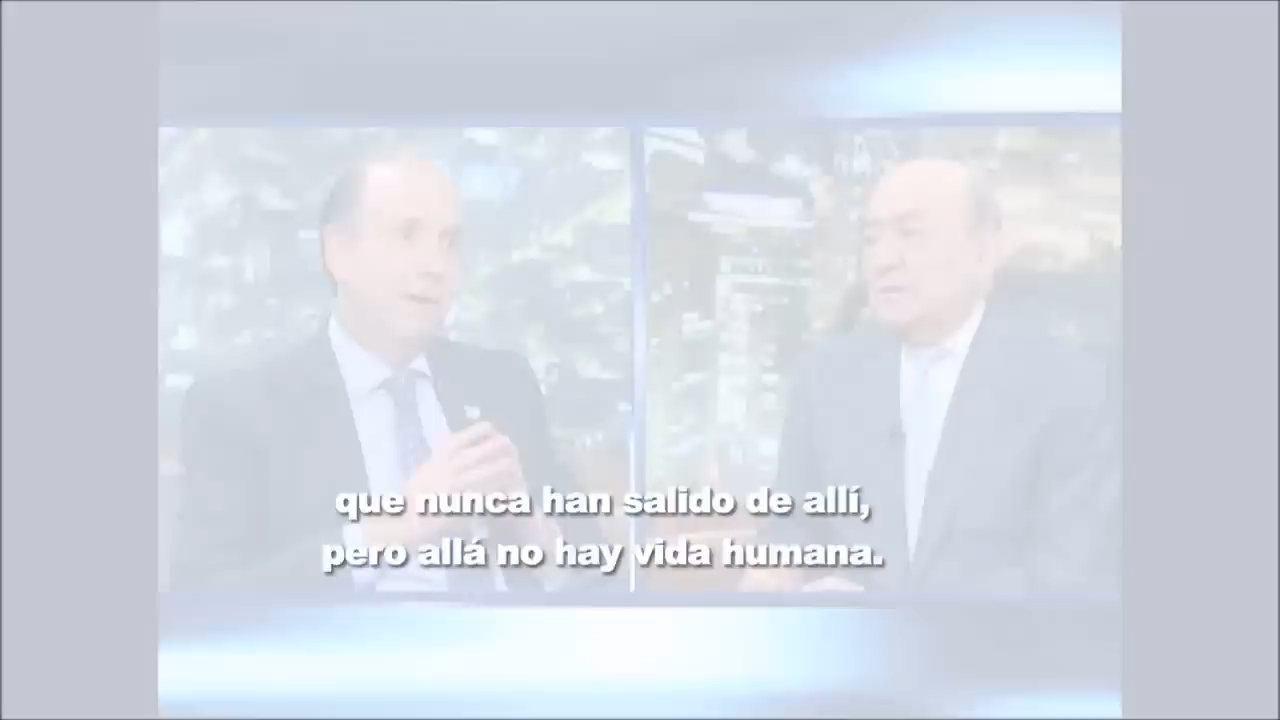 que nunca han salido de allí,
pero allá no hay vida humana.